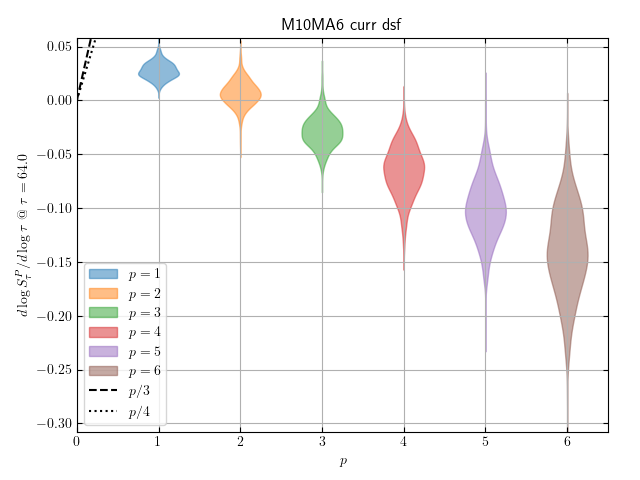 M10MA6 curr dsf
d log S_τ^P / d log τ @ τ = 64.0
0.05
0.00
−0.05
−0.10
−0.15
−0.20
−0.25
−0.30
p = 1
p = 2
p = 3
p = 4
p = 5
p = 6
p/3
p/4
0 1 2 3 4 5 6
p